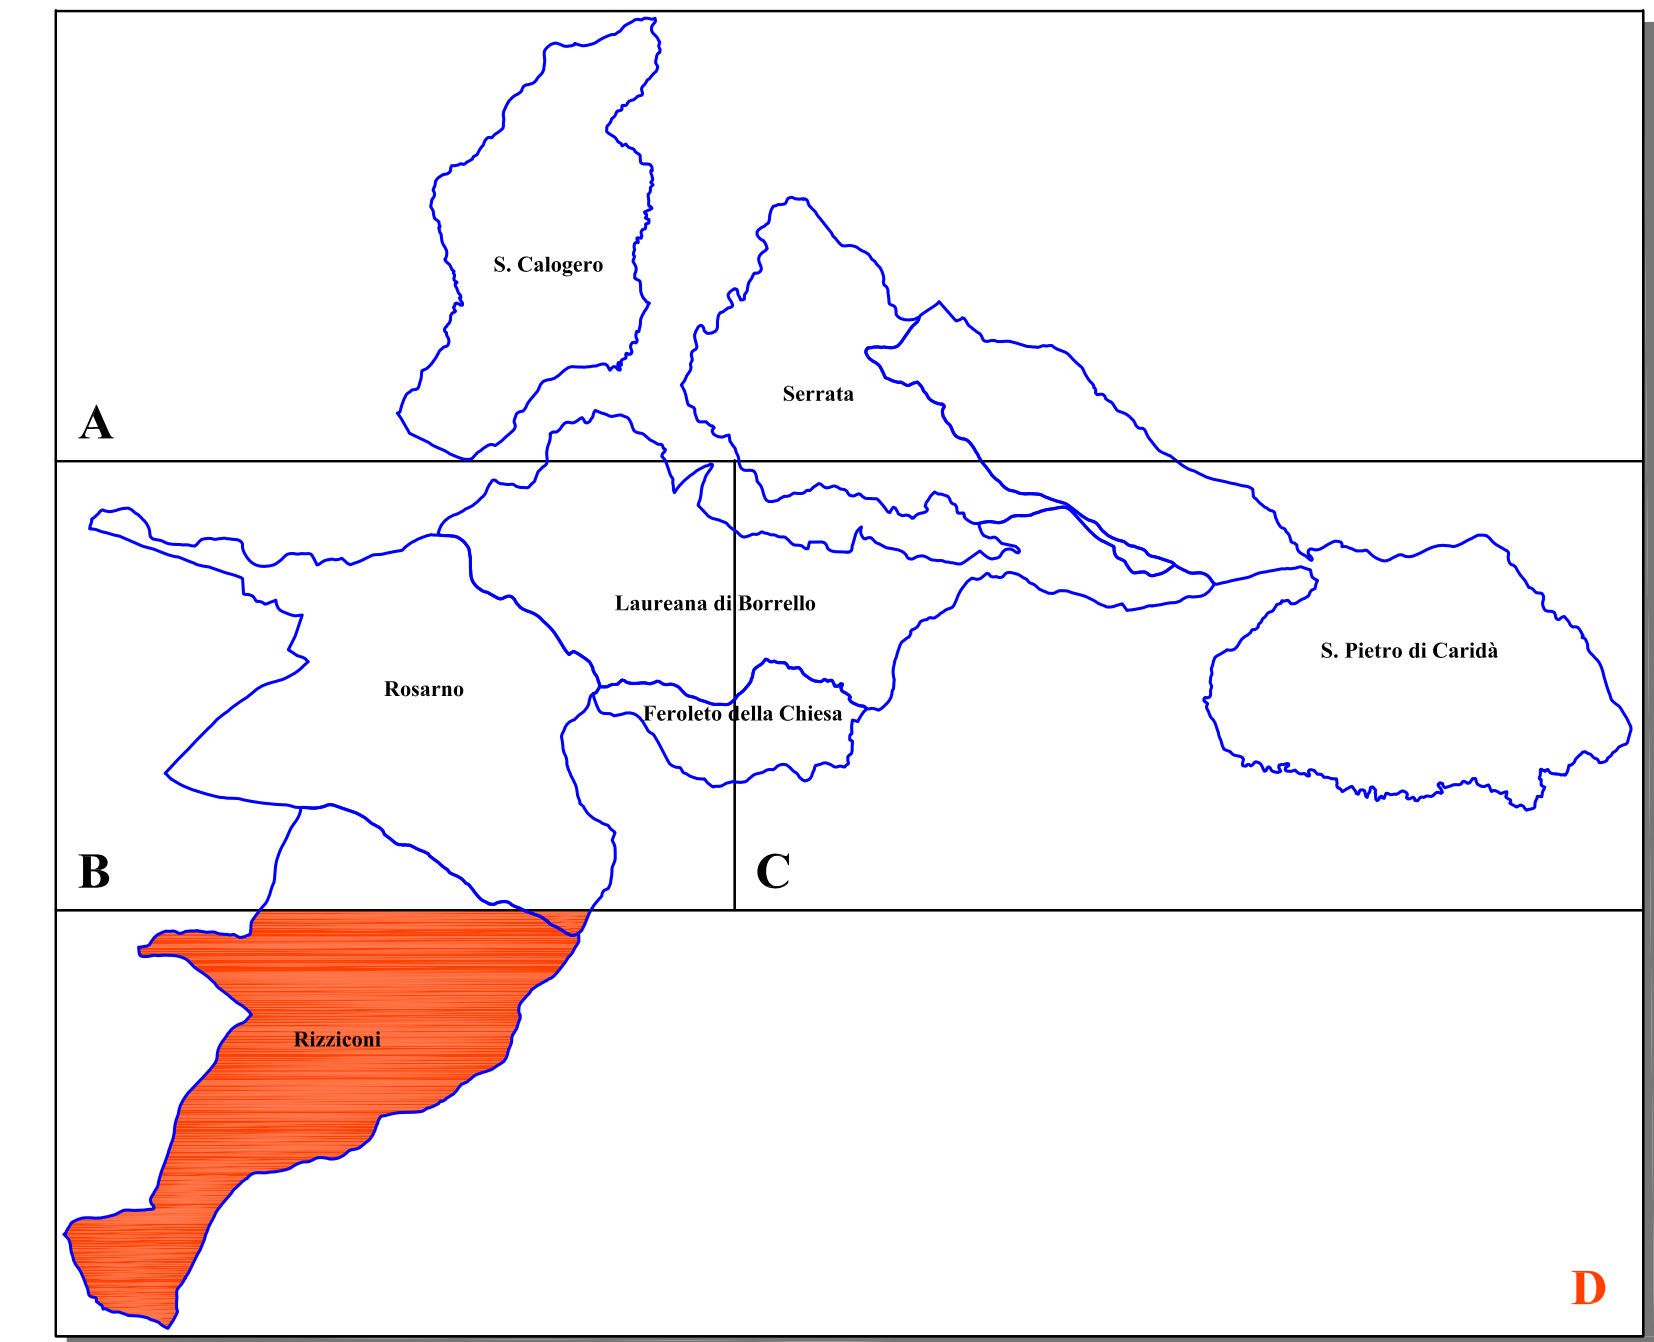 S. Calogero
Serrata
A
Laureana di Borrello
S. Pietro di Caridà
Rosarno
Feroleto della Chiesa
B
C
Rizziconi
D